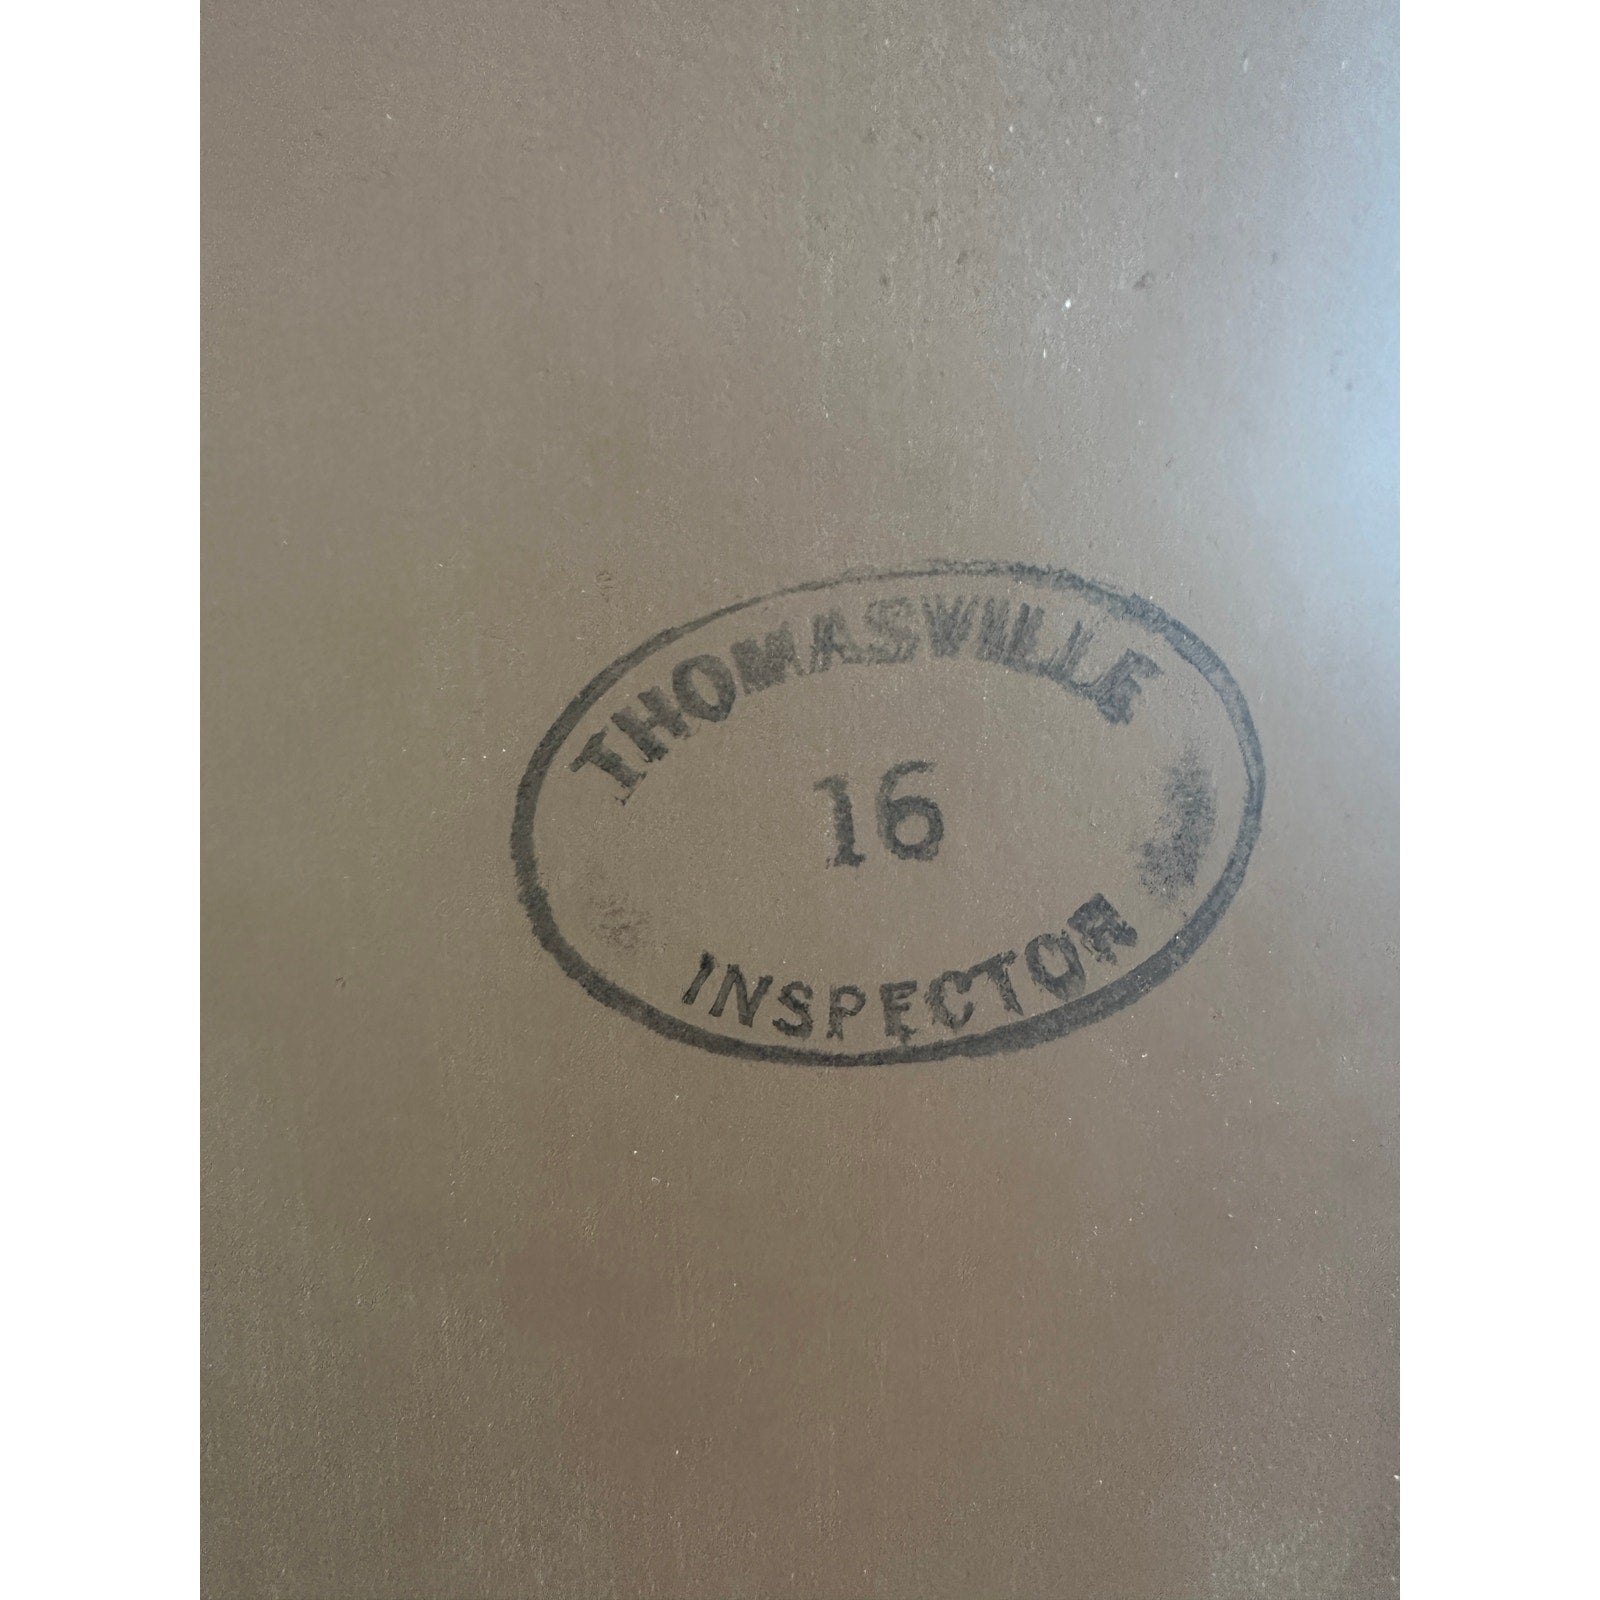 THOMASVILLE
16
INSPECTOR